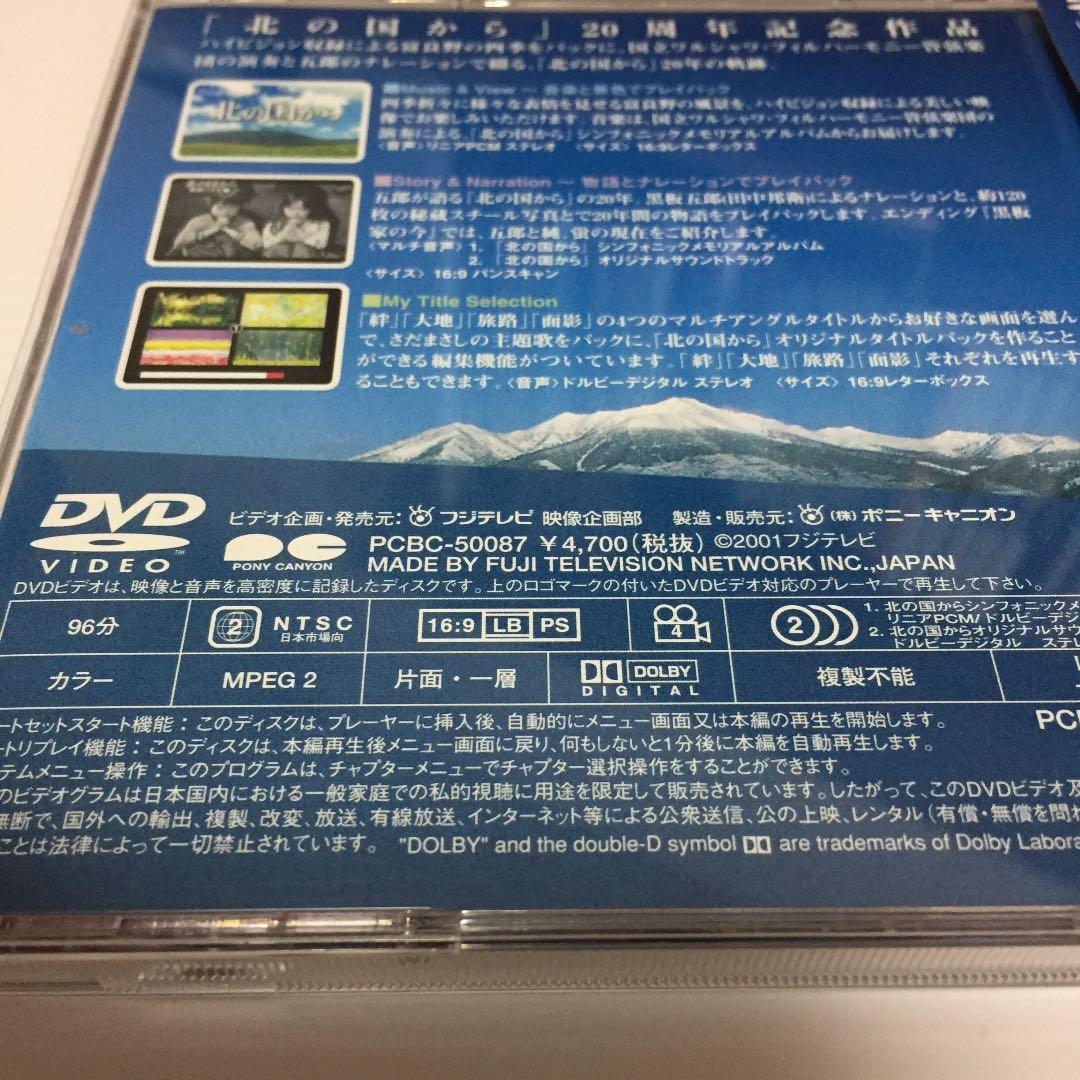 「北の国から」20周年記念作品
ハイビジョン収録による富良野の四季をバックに、国立ワルシャワ・フィルハーモニー管弦楽
団の演奏と五郎のナレーションで綴る、「北の国から」20年の軌跡。
北の国から
■Music & View ～ 音楽と景色でプレイバック
四季折々に様々な表情を見せる富良野の風景を、ハイビジョン収録による美しい映
像でお楽しみいただけます。音楽は、国立ワルシャワ・フィルハーモニー管弦楽団の
演奏による、「北の国から」シンフォニックメモリアルアルバムからお届けします。
〈音声〉リニアPCM ステレオ 〈サイズ〉16:9レターボックス
■Story & Narration ～ 物語とナレーションでプレイバック
五郎が語る「北の国から」の20年。黒板五郎(田中邦衛)によるナレーションと、約120
枚の秘蔵スチール写真とで20年間の物語をプレイバックします。エンディング『黒板
家の今』では、五郎と純、蛍の現在をご紹介します。
〈マルチ音声〉1.「北の国から」シンフォニックメモリアルアルバム
2.「北の国から」オリジナルサウンドトラック
〈サイズ〉16:9 パンスキャン
■My Title Selection
「絆」「大地」「旅路」「面影」の4つのマルチアングルタイトルからお好きな画面を選ん
で、さだまさしの主題歌をバックに、「北の国から」オリジナルタイトルバックを作ること
ができる編集機能がついています。「絆」「大地」「旅路」「面影」それぞれを再生す
ることもできます。〈音声〉ドルビーデジタル ステレオ 〈サイズ〉16:9レターボックス
DVD
VIDEO
PONY CANYON
ビデオ企画・発売元: フジテレビ 映像企画部 製造・販売元: (株)ポニーキャニオン
PCBC-50087 ￥4,700(税抜) ©2001フジテレビ
MADE BY FUJI TELEVISION NETWORK INC.,JAPAN
DVDビデオは、映像と音声を高密度に記録したディスクです。上のロゴマークの付いたDVDビデオ対応のプレーヤーで再生して下さい。
96分 2 NTSC 日本市場向 16:9 LB PS 4 2
1. 北の国からシンフォニックメ
リニアPCM/ドルビーデジ
2. 北の国からオリジナルサウ
ドルビーデジタル ステレ
カラー MPEG 2 片面・一層 DOLBY DIGITAL 複製不能
ートセットスタート機能：このディスクは、プレーヤーに挿入後、自動的にメニュー画面又は本編の再生を開始します。
ートリプレイ機能：このディスクは、本編再生後メニュー画面に戻り、何もしないと1分後に本編を自動再生します。
テムメニュー操作：このプログラムは、チャプターメニューでチャプター選択操作をすることができます。
のビデオグラムは日本国内における一般家庭での私的視聴に用途を限定して販売されています。したがって、このDVDビデオ及
無断で、国外への輸出、複製、改変、放送、有線放送、インターネット等による公衆送信、公の上映、レンタル(有償・無償を問わ
ことは法律によって一切禁止されています。 "DOLBY" and the double-D symbol are trademarks of Dolby Labora